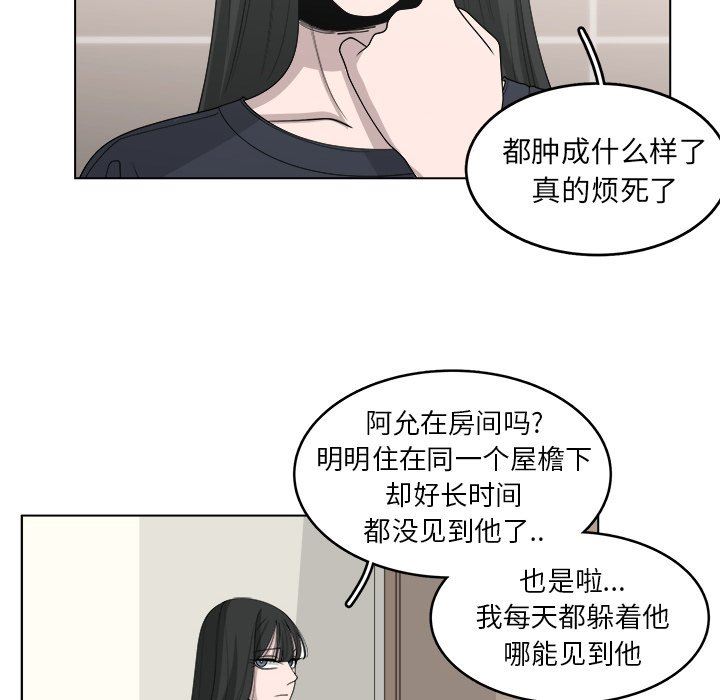 都肿成什么样了
真的烦死了
阿允在房间吗?
明明住在同一个屋檐下
却好长时间
都没见到他了..
也是啦...
我每天都躲着他
哪能见到他